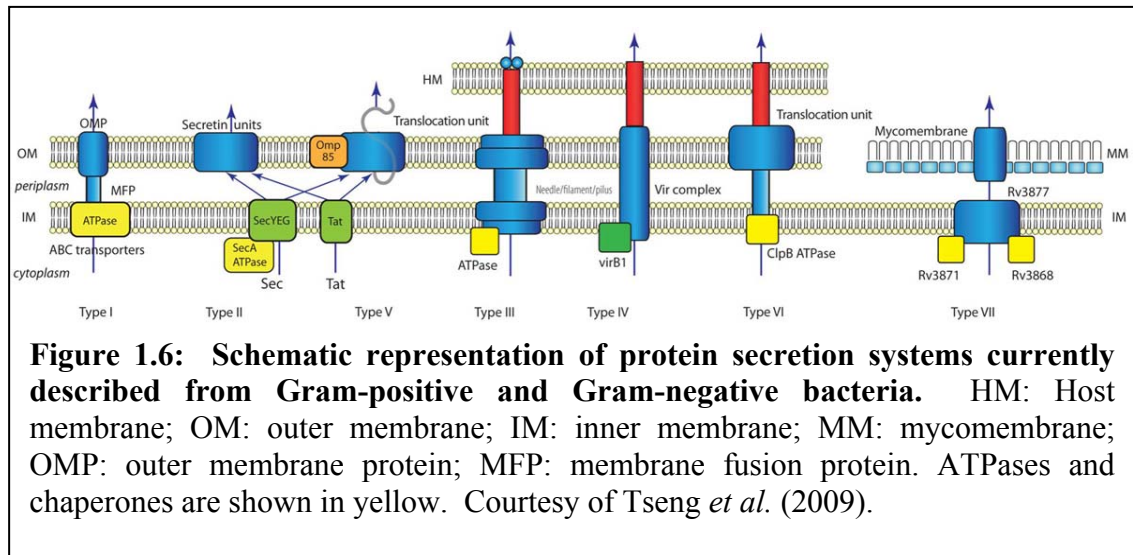 HM
OMP
Secretin units
Translocation unit
Translocation unit
Mycomembrane
OM
Omp
85
MM
periplasm
MFP
Needle/filament/pilus
Vir complex
Rv3877
IM
ATPase
SecYEG
Tat
IM
ABC transporters
SecA
ATPase
ATPase
virB1
ClpB ATPase
Rv3871
Rv3868
cytoplasm
Sec
Tat
Type I
Type II
Type V
Type III
Type IV
Type VI
Type VII
Figure 1.6: Schematic representation of protein secretion systems currently
described from Gram-positive and Gram-negative bacteria. HM: Host
membrane; OM: outer membrane; IM: inner membrane; MM: mycomembrane;
OMP: outer membrane protein; MFP: membrane fusion protein. ATPases and
chaperones are shown in yellow. Courtesy of Tseng et al. (2009).